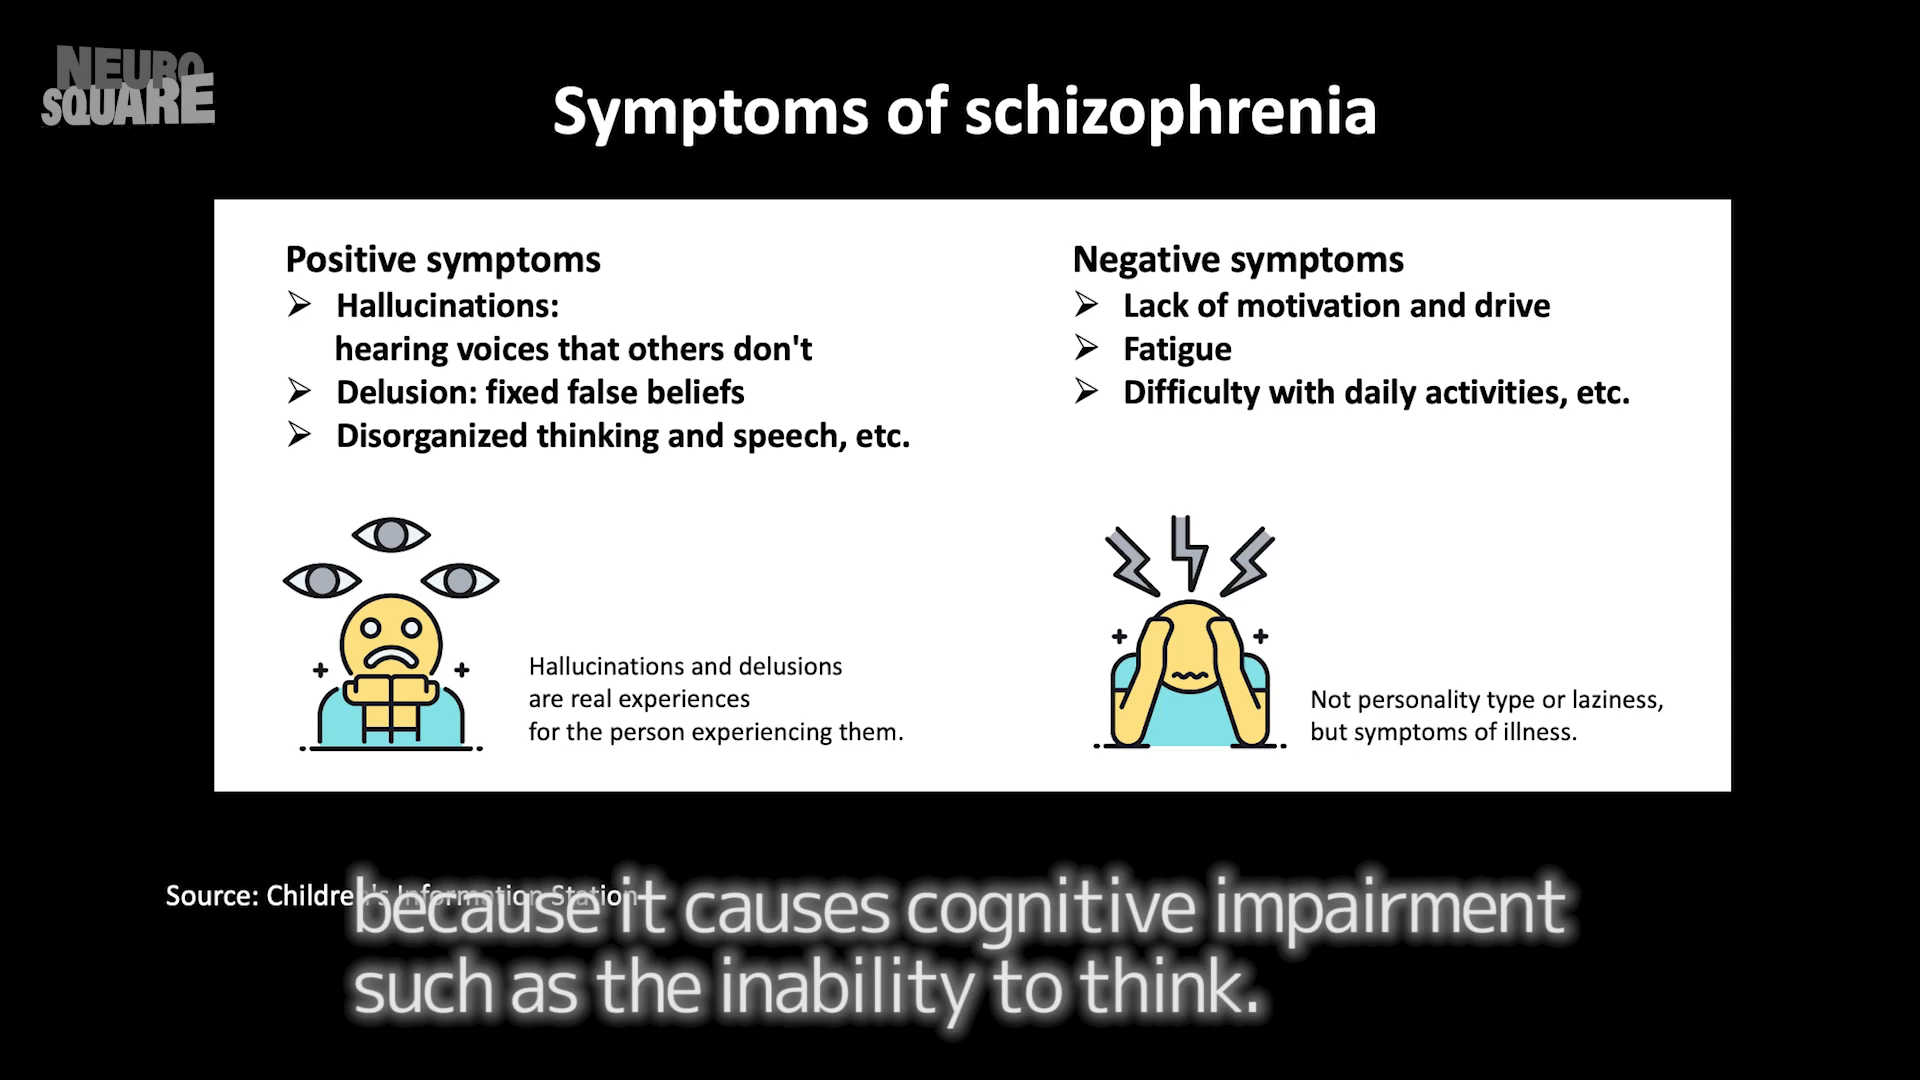 NEURO
SQUARE
Symptoms of schizophrenia
Positive symptoms
➢ Hallucinations:
hearing voices that others don't
➢ Delusion: fixed false beliefs
➢ Disorganized thinking and speech, etc.
Hallucinations and delusions
are real experiences
for the person experiencing them.
Negative symptoms
➢ Lack of motivation and drive
➢ Fatigue
➢ Difficulty with daily activities, etc.
Not personality type or laziness,
but symptoms of illness.
Source: Children's Information Station
because it causes cognitive impairment
such as the inability to think.